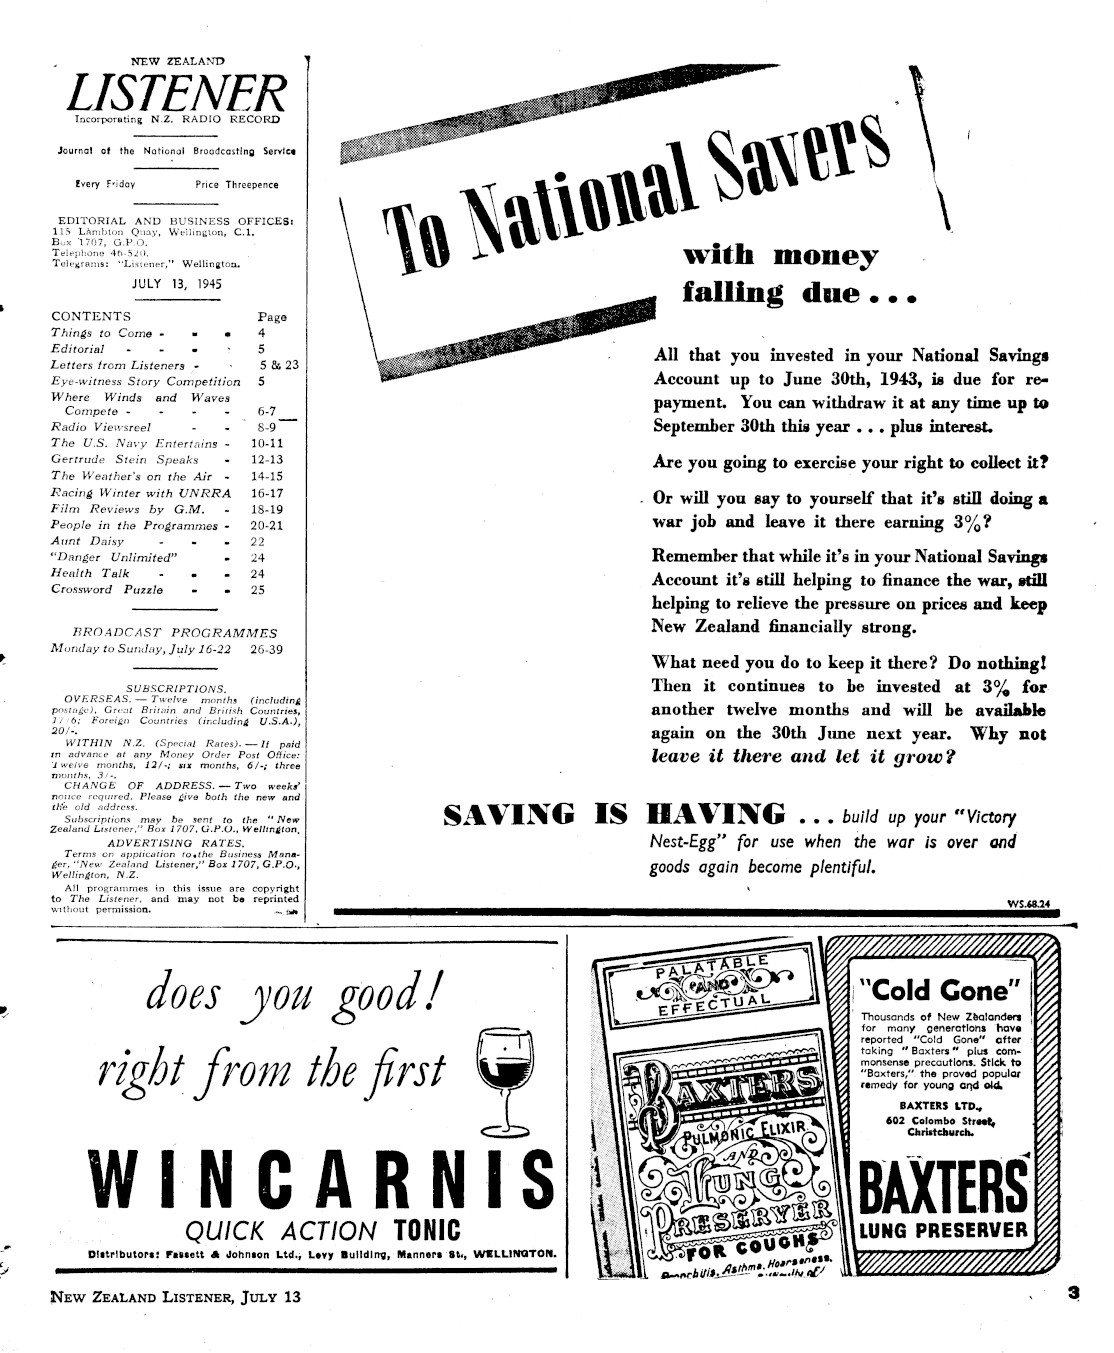 NEW ZEALAND
LISTENER
Incorporating N.Z. RADIO RECORD
Journal of the National Broadcasting Service
Every Friday Price Threepence
EDITORIAL AND BUSINESS OFFICES:
115 Lambton Quay, Wellington, C.1.
Box 1707, G.P.O.
Telephone 46-520.
Telegrams: "Listener," Wellington.
JULY 13, 1945
CONTENTS Page
Things to Come - - - 4
Editorial - - - - 5
Letters from Listeners - - 5 & 23
Eye-witness Story Competition 5
Where Winds and Waves
Compete - - - - 6-7
Radio Viewsreel - - 8-9
The U.S. Navy Entertains - 10-11
Gertrude Stein Speaks - 12-13
The Weather's on the Air - 14-15
Racing Winter with UNRRA 16-17
Film Reviews by G.M. - 18-19
People in the Programmes - 20-21
Aunt Daisy - - - 22
"Danger Unlimited" - 24
Health Talk - - - 24
Crossword Puzzle - - 25
BROADCAST PROGRAMMES
Monday to Sunday, July 16-22 26-39
SUBSCRIPTIONS.
OVERSEAS. — Twelve months (including
postage), Great Britain and British Countries,
17/6; Foreign Countries (including U.S.A.),
20/-.
WITHIN N.Z. (Special Rates). — If paid
in advance at any Money Order Post Office:
Twelve months, 12/-; six months, 6/-; three
months, 3/-.
CHANGE OF ADDRESS. — Two weeks'
notice required. Please give both the new and
the old address.
Subscriptions may be sent to the "New
Zealand Listener," Box 1707, G.P.O., Wellington.
ADVERTISING RATES.
Terms on application to the Business Mana-
ger, "New Zealand Listener," Box 1707, G.P.O.,
Wellington, N.Z.
All programmes in this issue are copyright
to The Listener, and may not be reprinted
without permission.
To National Savers
with money
falling due...
All that you invested in your National Savings
Account up to June 30th, 1943, is due for re-
payment. You can withdraw it at any time up to
September 30th this year . . . plus interest.
Are you going to exercise your right to collect it?
Or will you say to yourself that it's still doing a
war job and leave it there earning 3%?
Remember that while it's in your National Savings
Account it's still helping to finance the war, still
helping to relieve the pressure on prices and keep
New Zealand financially strong.
What need you do to keep it there? Do nothing!
Then it continues to be invested at 3% for
another twelve months and will be available
again on the 30th June next year. Why not
leave it there and let it grow?
SAVING IS HAVING ... build up your "Victory
Nest-Egg" for use when the war is over and
goods again become plentiful.
WS.68.24
does you good!
right from the first
WINCARNIS
QUICK ACTION TONIC
Distributors: Fassett & Johnson Ltd., Levy Building, Manners St., WELLINGTON.
PALATABLE
AND
EFFECTUAL
BAXTERS
PULMONIC ELIXIR
AND
LUNG
PRESERVER
FOR COUGHS
Bronchitis, Asthma, Hoarseness,
"Cold Gone"
Thousands of New Zealanders
for many generations have
reported "Cold Gone" after
taking "Baxters" plus com-
monsense precautions. Stick to
"Baxters," the proved popular
remedy for young and old.
BAXTERS LTD.,
602 Colombo Street,
Christchurch.
BAXTERS
LUNG PRESERVER
NEW ZEALAND LISTENER, JULY 13
3